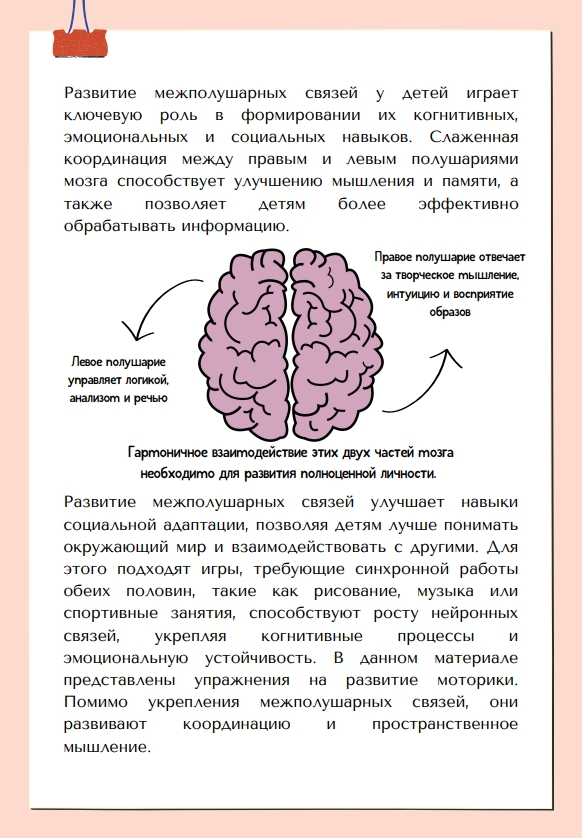 Развитие межполушарных связей у детей играет
ключевую роль в формировании их когнитивных,
эмоциональных и социальных навыков. Слаженная
координация между правым и левым полушариями
мозга способствует улучшению мышления и памяти, а
также позволяет детям более эффективно
обрабатывать информацию.
Правое полушарие отвечает
за творческое мышление,
интуицию и восприятие
образов
Левое полушарие
управляет логикой,
анализом и речью
Гармоничное взаимодействие этих двух частей мозга
необходимо для развития полноценной личности.
Развитие межполушарных связей улучшает навыки
социальной адаптации, позволяя детям лучше понимать
окружающий мир и взаимодействовать с другими. Для
этого подходят игры, требующие синхронной работы
обеих половин, такие как рисование, музыка или
спортивные занятия, способствуют росту нейронных
связей, укрепляя когнитивные процессы и
эмоциональную устойчивость. В данном материале
представлены упражнения на развитие моторики.
Помимо укрепления межполушарных связей, они
развивают координацию и пространственное
мышление.